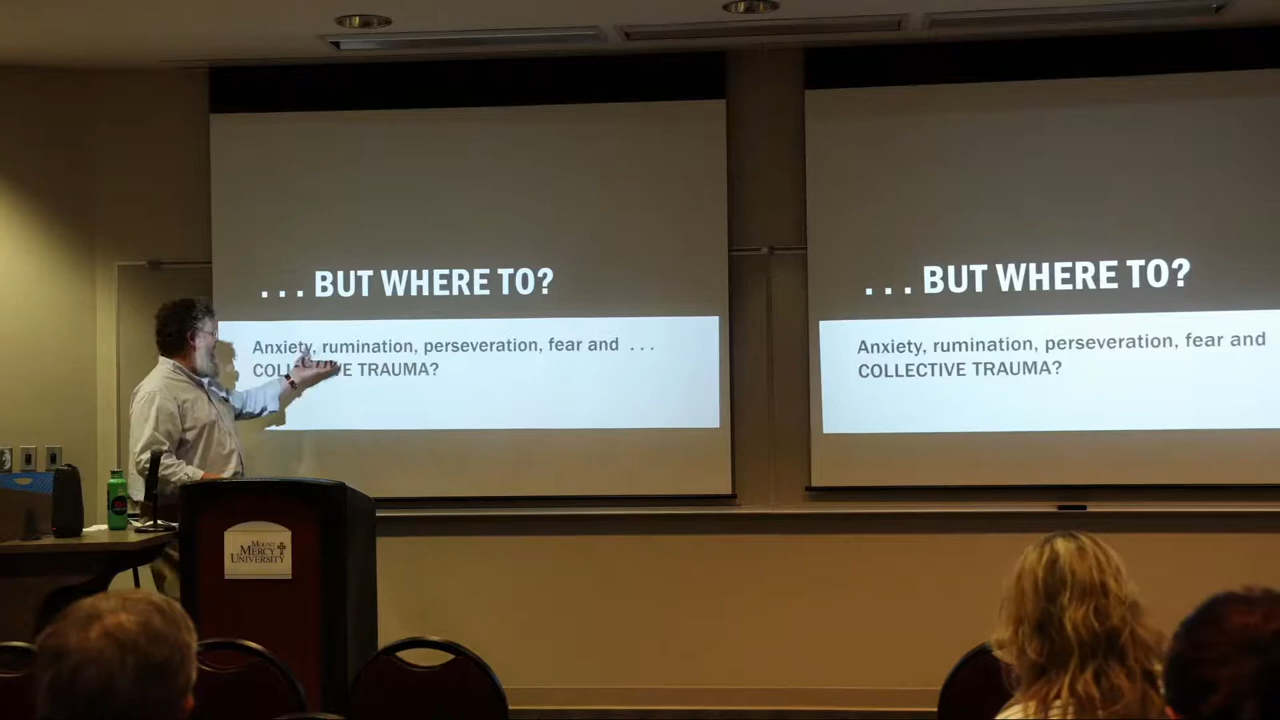 . . . BUT WHERE TO?
Anxiety, rumination, perseveration, fear and . . .
COLLECTIVE TRAUMA?
. . . BUT WHERE TO?
Anxiety, rumination, perseveration, fear and
COLLECTIVE TRAUMA?
MOUNT
MERCY
UNIVERSITY